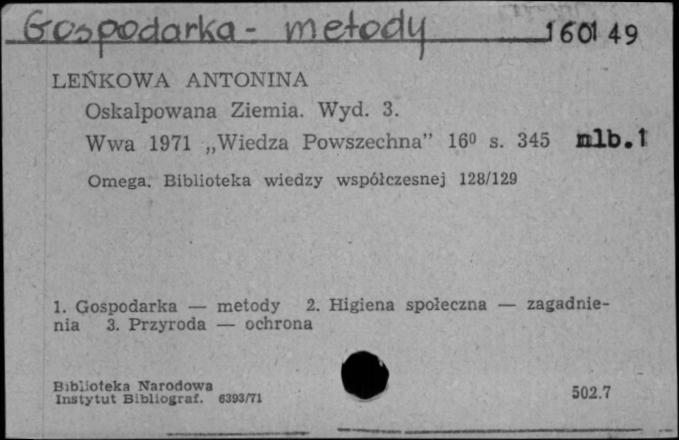 Gospodarka - metody 160149
LEŃKOWA ANTONINA
Oskalpowana Ziemia. Wyd. 3.
Wwa 1971 „Wiedza Powszechna” 16⁰ s. 345 nlb.1
Omega. Biblioteka wiedzy współczesnej 128/129
1. Gospodarka — metody 2. Higiena społeczna — zagadnie-
nia 3. Przyroda — ochrona
Biblioteka Narodowa
Instytut Bibliograf. 6393/71 502.7